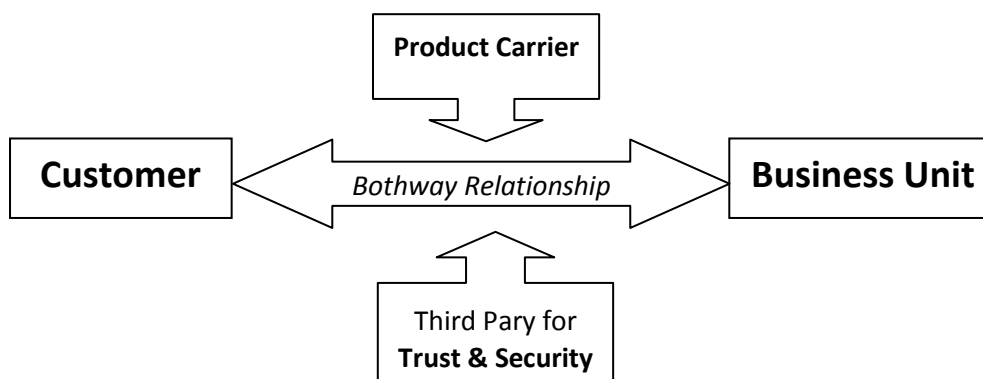 Product Carrier
Customer
Bothway Relationship
Business Unit
Third Pary for
Trust & Security